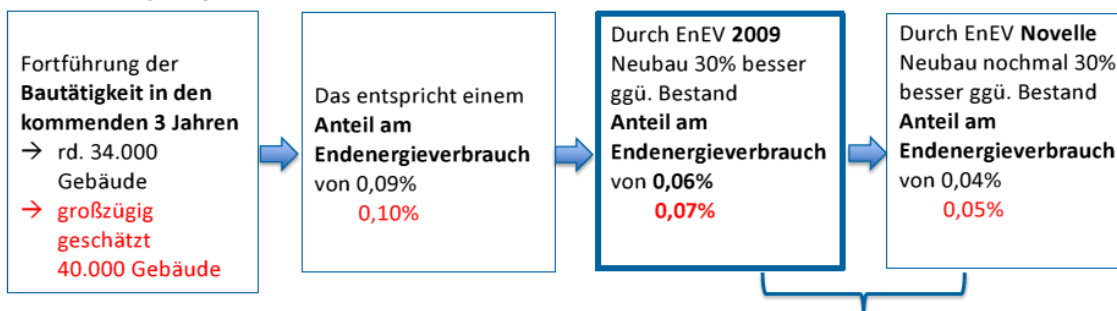 Fortführung der
Bautätigkeit in den
kommenden 3 Jahren
→ rd. 34.000
Gebäude
→ großzügig
geschätzt
40.000 Gebäude
Das entspricht einem
Anteil am
Endenergieverbrauch
von 0,09%
0,10%
Durch EnEV 2009
Neubau 30% besser
ggü. Bestand
Anteil am
Endenergieverbrauch
von 0,06%
0,07%
Durch EnEV Novelle
Neubau nochmal 30%
besser ggü. Bestand
Anteil am
Endenergieverbrauch
von 0,04%
0,05%